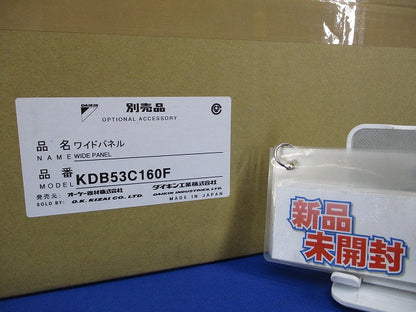 DAIKIN
別売品
OPTIONAL ACCESSORY
品 名 ワイドパネル
NAME WIDE PANEL
品 番
MODEL KDB53C160F
発売元: オーケー器材株式会社 ダイキン工業株式会社
SOLD BY: O.K. KIZAI CO., LTD. DAIKIN INDUSTRIES, LTD.
MADE IN JAPAN
新品
未開封